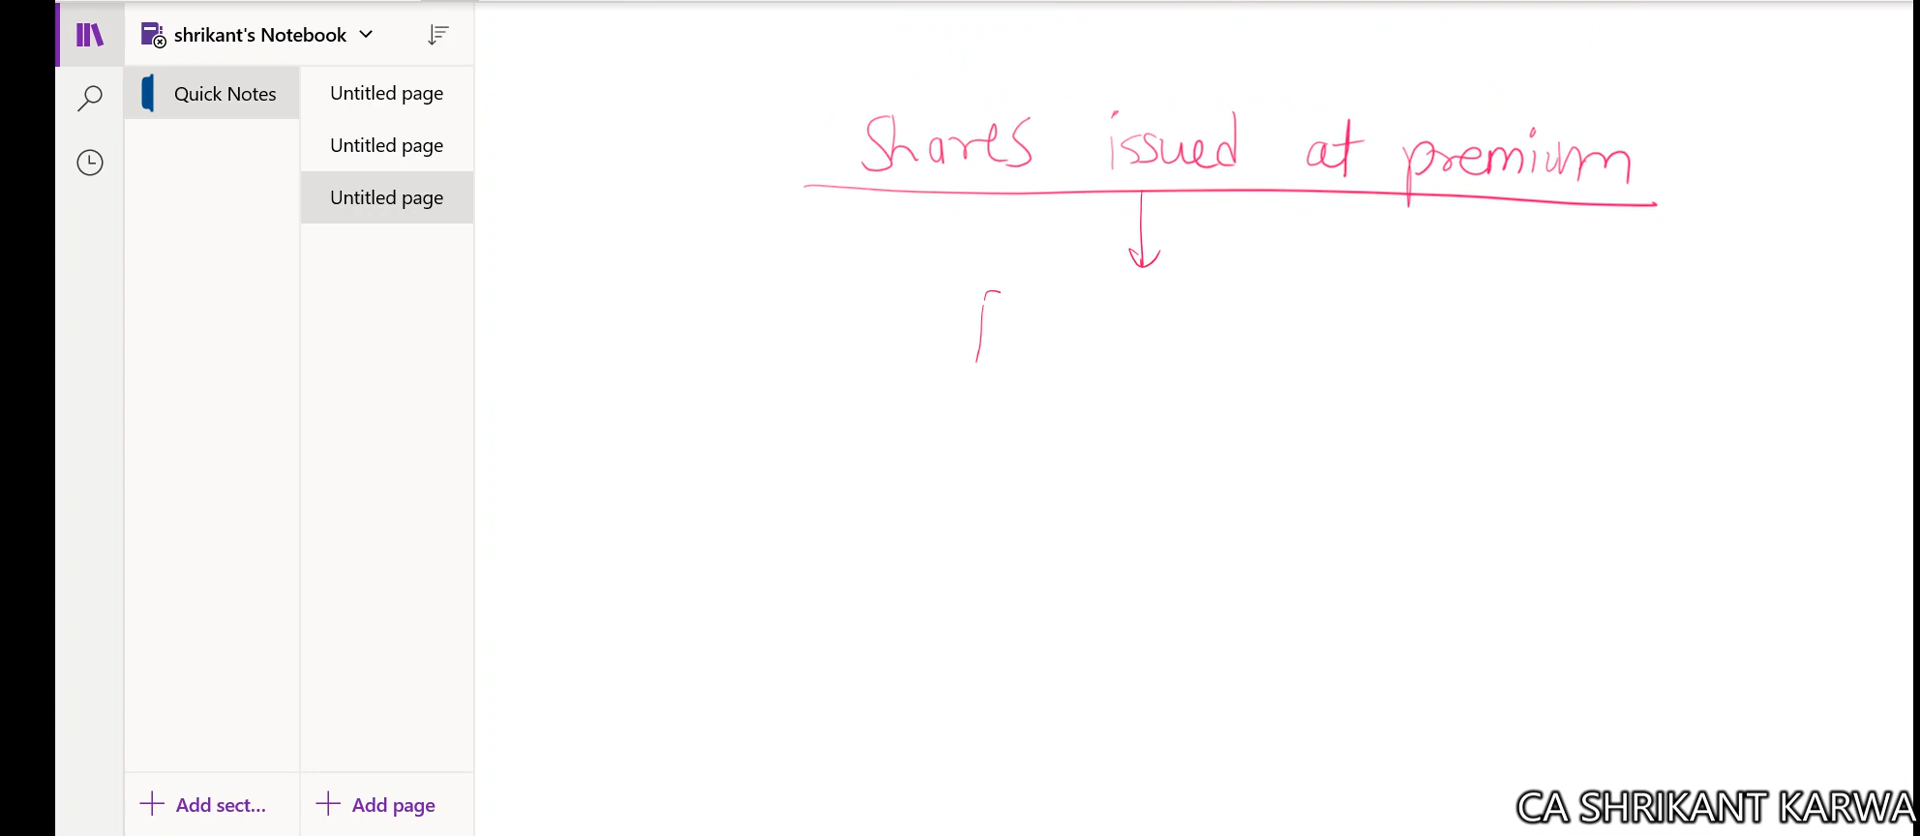 shrikant's Notebook
Quick Notes
Untitled page
Untitled page
Untitled page
Shares issued at premium
Add sect...
Add page
CA SHRIKANT KARWA